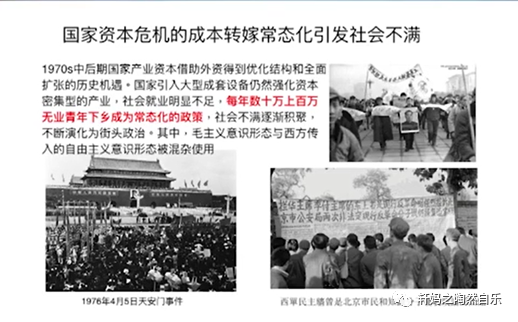 国家资本危机的成本转嫁常态化引发社会不满
1970s中后期国家产业资本借助外资得到优化结构和全面
扩张的历史机遇。国家引入大型成套设备仍然强化资本
密集型的产业，社会就业明显不足，每年数十万上百万
无业青年下乡成为常态化的政策，社会不满逐渐积聚，
不断演化为街头政治。其中，毛主义意识形态与西方传
入的自由主义意识形态被混杂使用
1976年4月5日天安门事件
西單民主牆曾是北京市民和
轩妈之陶然自乐